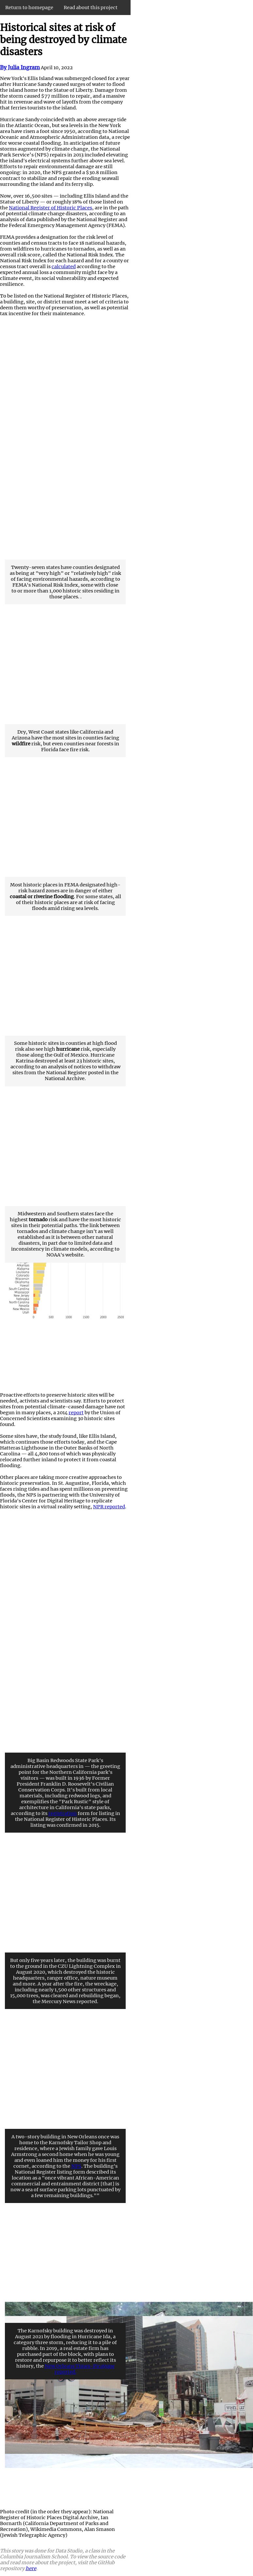 Return to homepage Read about this project
Historical sites at risk of
being destroyed by climate
disasters
By Julia Ingram April 10, 2022
New York's Ellis Island was submerged closed for year
after Hurricane Sandy caused surges of water to flood
the island home to the Statue of Liberty. Damage from
the storm caused $77 million to repair, and a massive
hit in revenue and wave of layoffs from the company
that ferries tourists to the island.
Hurricane Sandy coincided with an above average tide
in the Atlantic Ocean, but sea levels in the New York
area have risen a foot since 1950, according to National
Oceanic and Atmospheric Administration data, a recipe
for worse coastal flooding. In anticipation of future
storms augmented by climate change, the National
Park Service's (NPS) repairs in 2013 included elevating
the island's electrical systems further above sea level.
Efforts to repair and prevent extreme damage are still
ongoing: in 2020, the NPS granted a $30.8 million
contract to stabilize and repair the eroding seawall
surrounding the island and its ferry slip.
Now, over 16,500 sites — including Ellis Island and the
Statue of Liberty — or roughly 18% of those listed on
the National Register of Historic Places, are in the path
of potential climate change disasters, according to an
analysis of data published by the National Register and
the Federal Emergency Management Agency (FEMA).
FEMA provides a designation for the risk level of
counties and census tracts to face 18 natural hazards,
from wildfires to hurricanes to tornados, as well as an
overall risk score, called the National Risk Index. The
National Risk Index for each hazard and for a county or
census tract overall is calculated according to the
expected annual loss a community might face by a
climate event, its social vulnerability and expected
resilience.
To be listed on the National Register of Historic Places,
a building, site, or district must meet a set of criteria to
deem them worthy of preservation, as well as potential
tax incentive for their maintenance.
Twenty-seven states have counties designated
as being at "very high" or "relatively high" risk
of facing environmental hazards, according to
FEMA's National Risk Index, some with close
to or more than 1,000 historic sites residing in
those places. .
Dry, West Coast states like California and
Arizona have the most sites in counties facing
wildfire risk, but even counties near forests in
Florida face fire risk.
Most historic places in FEMA designated high-
risk hazard zones are in danger of either
coastal or riverine flooding. For some states, all
of their historic places are at risk of facing
floods amid rising sea levels.
Some historic sites in counties at high flood
risk also see high hurricane risk, especially
those along the Gulf of Mexico. Hurricane
Katrina destroyed at least 23 historic sites,
according to an analysis of notices to withdraw
sites from the National Register posted in the
National Archive.
Midwestern and Southern states face the
highest tornado risk and have the most historic
sites in their tornado paths. The link between
tornados and climate change isn't as well
established as it is between other natural
disasters, in part due to limited data and
inconsistency in climate models, according to
NOAA's website.
Arkansas
Alabama
Louisiana
Colorado
Wisconsin
Oklahoma
Hawaii
South Carolina
Mississippi
New Jersey
Nebraska
North Carolina
Nevada
New Mexico
Utah
0 500 1000 1500 2000 2500
Proactive efforts to preserve historic sites will be
needed, activists and scientists say. Efforts to protect
sites from potential climate-caused damage have not
begun in many places, a 2014 report by the Union of
Concerned Scientists examining 30 historic sites
found.
Some sites have, the study found, like Ellis Island,
which continues those efforts today, and the Cape
Hatteras Lighthouse in the Outer Banks of North
Carolina — all 4,800 tons of which was physically
relocated further inland to protect it from coastal
flooding.
Other places are taking more creative approaches to
historic preservation. In St. Augustine, Florida, which
faces rising tides and has spent millions on preventing
floods, the NPS is partnering with the University of
Florida's Center for Digital Heritage to replicate
historic sites in a virtual reality setting, NPR reported.
Big Basin Redwoods State Park's
administrative headquarters in — the greeting
point for the Northern California park's
visitors — was built in 1936 by Former
President Franklin D. Roosevelt's Civilian
Conservation Corps. It's built from local
materials, including redwood logs, and
exemplifies the "Park Rustic" style of
architecture in California's state parks,
according to its form for listing in
the National Register of Historic Places. Its
listing was confirmed in 2015.
But only five years later, the building was burnt
to the ground in the CZU Lightning Complex in
August 2020, which destroyed the historic
headquarters, ranger office, nature museum
and more. A year after the fire, the wreckage,
including nearly 1,500 other structures and
15,000 trees, was cleared and rebuilding began,
the Mercury News reported.
A two-story building in New Orleans once was
home to the Karnofsky Tailor Shop and
residence, where a Jewish family gave Louis
Armstrong a second home when he was young
and even loaned him the money for his first
cornet, according to the The building's
National Register listing form described its
location as a "once vibrant African-American
commercial and entrainment district [that] is
now a sea of surface parking lots punctuated by
a few remaining buildings.""
The Karnofsky building was destroyed in
August 2021 by flooding in Hurricane Ida, a
category three storm, reducing it to a pile of
rubble. In 2019, a real estate firm has
purchased part of the block, with plans to
restore and repurpose it to better reflect its
history, the
Photo credit (in the order they appear): National
Register of Historic Places Digital Archive, Ian
Bornarth (California Department of Parks and
Recreation), Wikimedia Commons, Alan Smason
(Jewish Telegraphic Agency)
This story was done for Data Studio, a class in the
Columbia Journalism School. To view the source code
and read more about the project, visit the GitHub
repository here